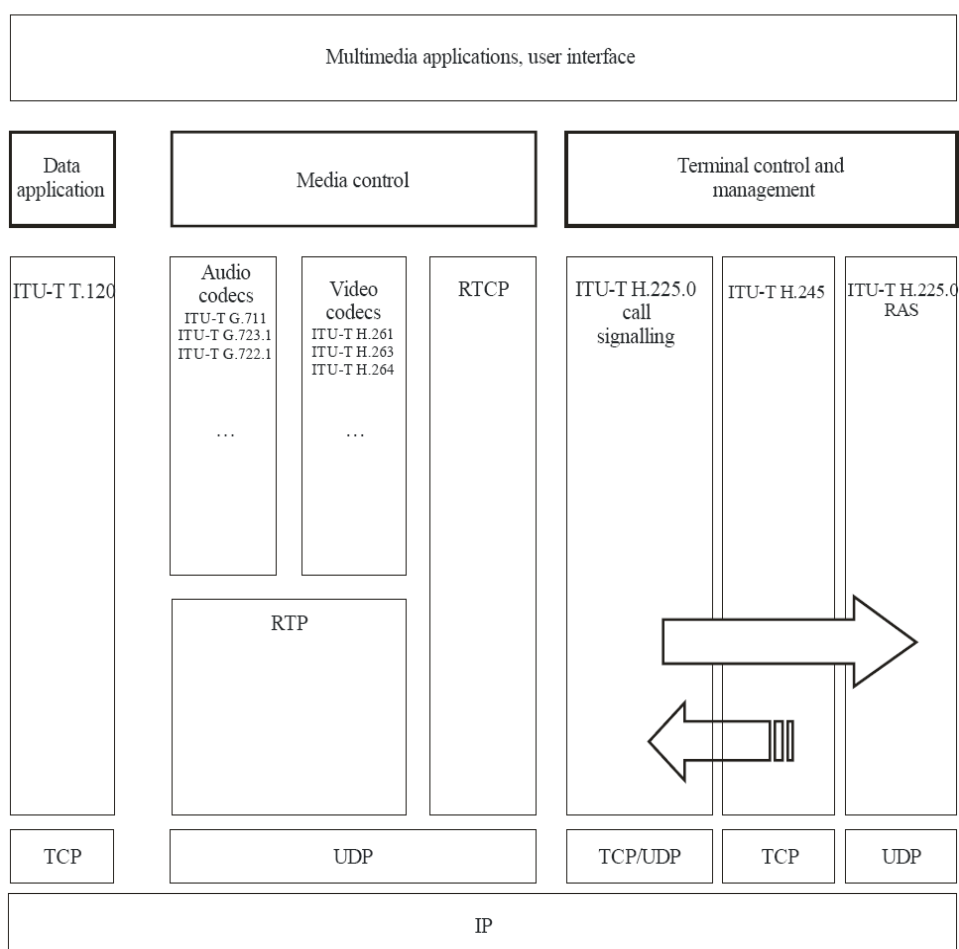 Multimedia applications, user interface
Data
application
Media control
Terminal control and
management
ITU-T T.120
Audio
codecs
ITU-T G.711
ITU-T G.723.1
ITU-T G.722.1
...
Video
codecs
ITU-T H.261
ITU-T H.263
ITU-T H.264
...
RTCP
ITU-T H.225.0
call
signalling
ITU-T H.245
ITU-T H.225.0
RAS
RTP
TCP
UDP
TCP/UDP
TCP
UDP
IP